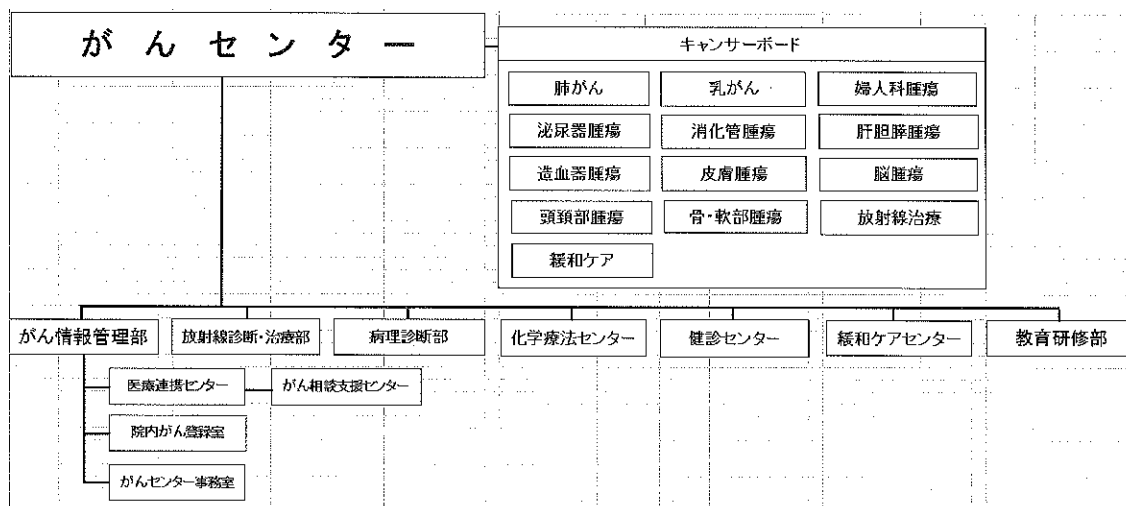 がんセンター
キャンサーボード
肺がん 乳がん 婦人科腫瘍
泌尿器腫瘍 消化管腫瘍 肝胆膵腫瘍
造血器腫瘍 皮膚腫瘍 脳腫瘍
頭頚部腫瘍 骨・軟部腫瘍 放射線治療
緩和ケア
がん情報管理部 放射線診断・治療部 病理診断部 化学療法センター 健診センター 緩和ケアセンター 教育研修部
医療連携センター がん相談支援センター
院内がん登録室
がんセンター事務室